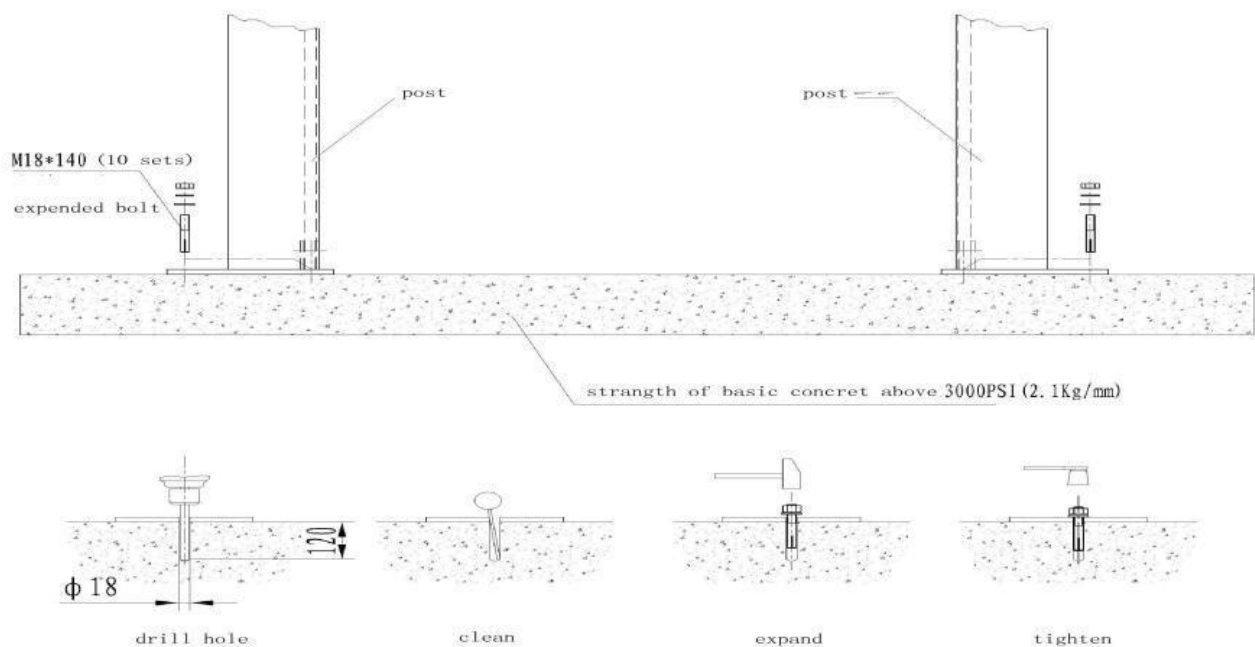 post
post
M18*140 (10 sets)
expended bolt
strangth of basic concret above 3000PSI(2.1Kg/mm)
120
ϕ18
drill hole
clean
expand
tighten